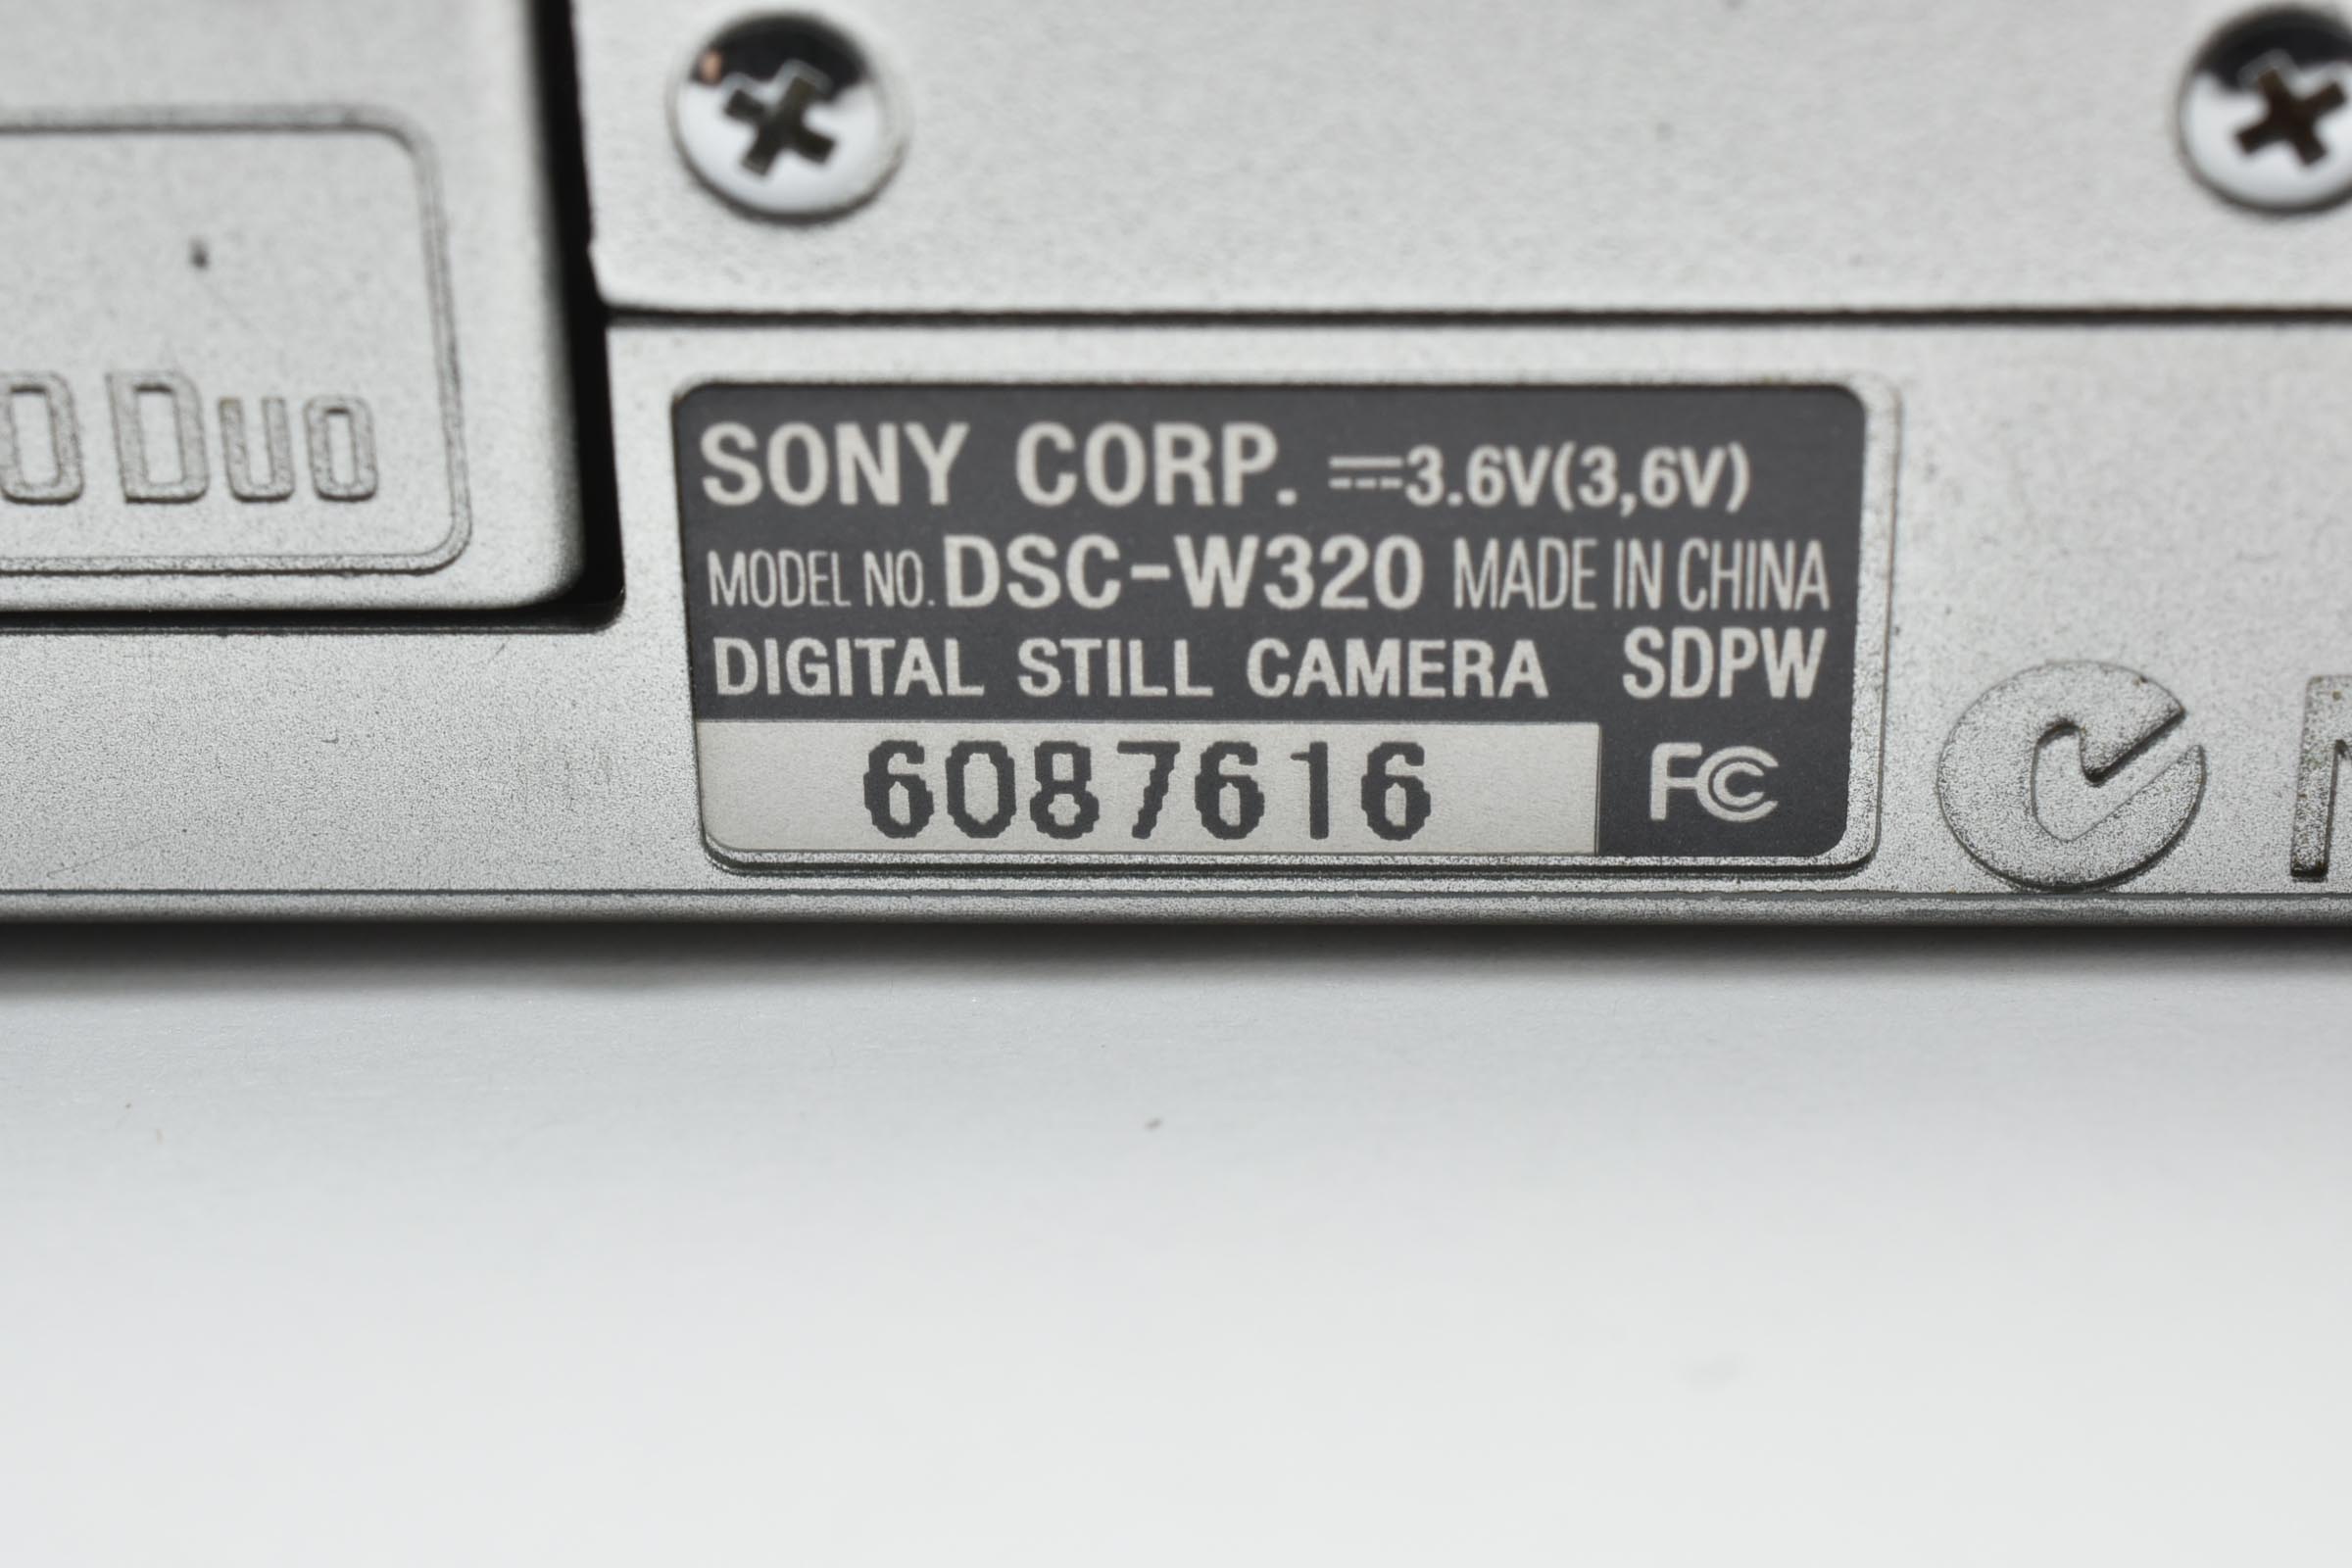 Duo
SONY CORP. ⎓3.6V(3,6V)
MODEL NO. DSC-W320 MADE IN CHINA
DIGITAL STILL CAMERA SDPW
6087616 FC